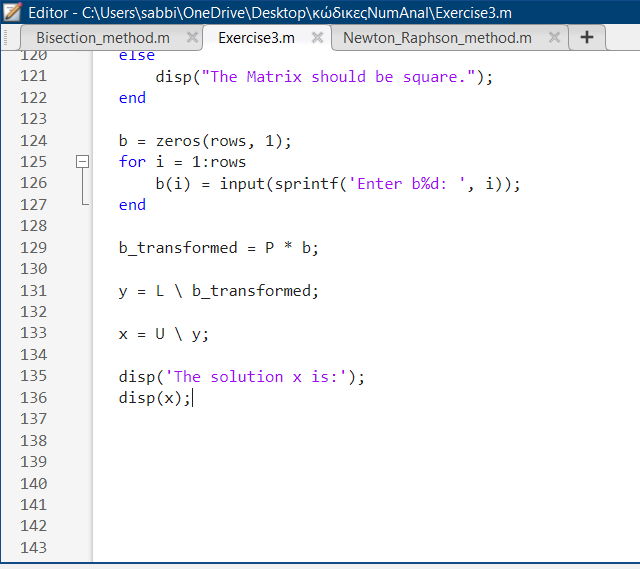 Editor - C:\Users\sabbi\OneDrive\Desktop\κώδικεςNumAnal\Exercise3.m
Bisection_method.m × Exercise3.m × Newton_Raphson_method.m × +
120 else
121 disp("The Matrix should be square.");
122 end
123
124 b = zeros(rows, 1);
125 for i = 1:rows
126 b(i) = input(sprintf('Enter b%d: ', i));
127 end
128
129 b_transformed = P * b;
130
131 y = L \ b_transformed;
132
133 x = U \ y;
134
135 disp('The solution x is:');
136 disp(x);
137
138
139
140
141
142
143